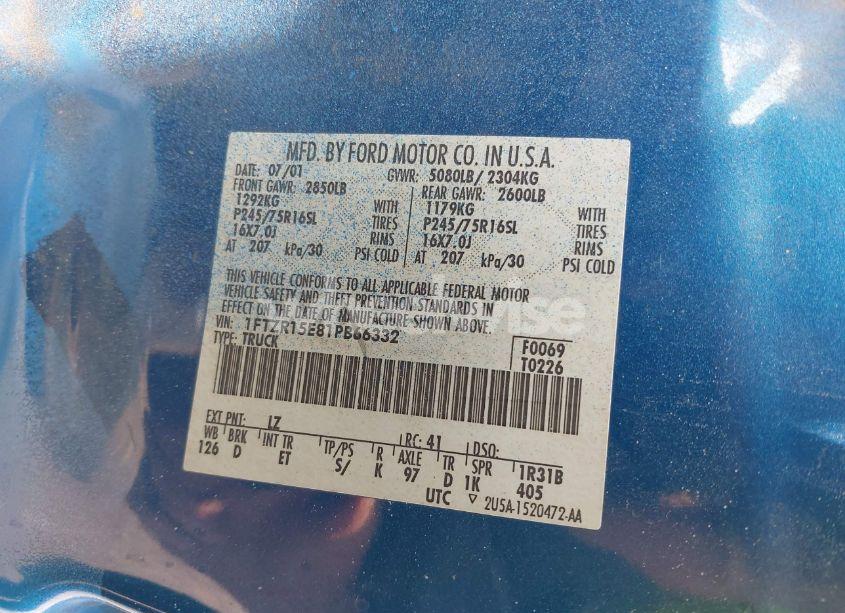 MFD. BY FORD MOTOR CO. IN U.S.A.
DATE: 07/01 GVWR: 5080LB/ 2304KG
FRONT GAWR: 2850LB REAR GAWR: 2600LB
1292KG WITH 1179KG WITH
P245/75R16SL TIRES P245/75R16SL TIRES
16X7.0J RIMS 16X7.0J RIMS
AT 207 kPa/30 PSI COLD AT 207 kPa/30 PSI COLD
THIS VEHICLE CONFORMS TO ALL APPLICABLE FEDERAL MOTOR
VEHICLE SAFETY AND THEFT PREVENTION STANDARDS IN
EFFECT ON THE DATE OF MANUFACTURE SHOWN ABOVE.
VIN: 1FTZR15E81PB66332
TYPE: TRUCK
F0069
T0226
EXT PNT: LZ RC: 41 DSO:
WB BRK INT TR TP/PS R AXLE TR SPR 1R31B
126 D ET S/ K 97 D 1K 405
UTC ▽ 2U5A-1520472-AA